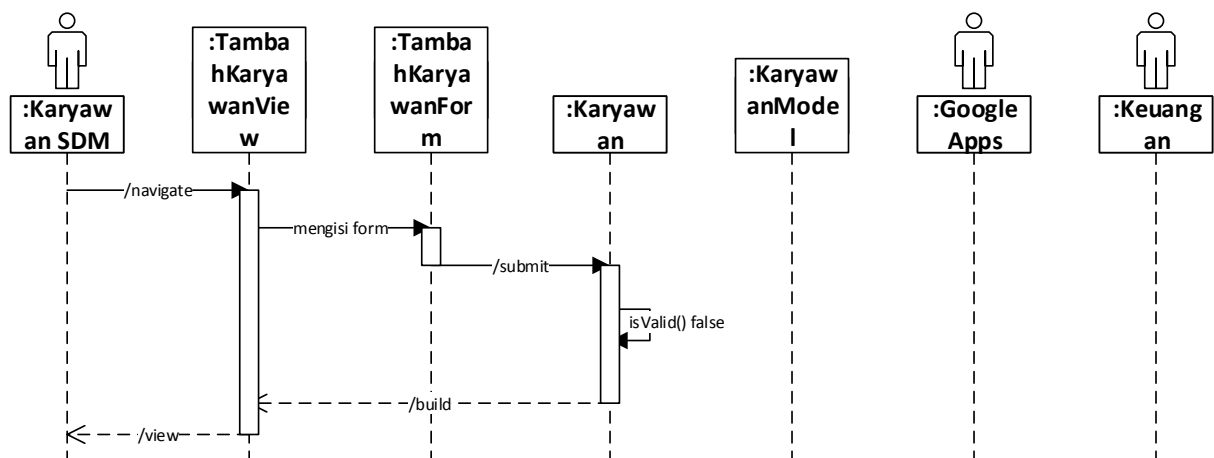 :Karyaw
an SDM
:Tamba
hKarya
wanVie
w
:Tamba
hKarya
wanFor
m
:Karyaw
an
:Karyaw
anMode
l
:Google
Apps
:Keuang
an
/navigate
mengisi form
/submit
isValid() false
/build
/view